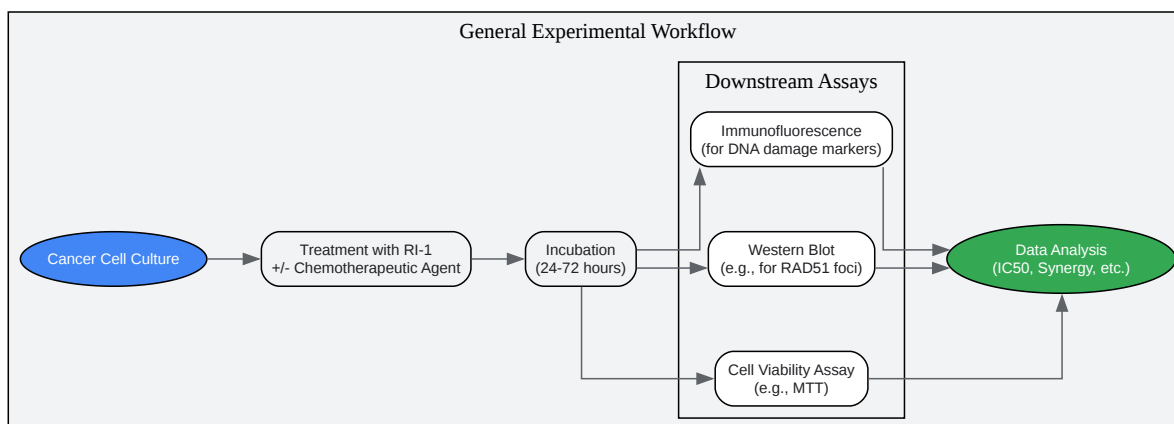 General Experimental Workflow
Downstream Assays
Immunofluorescence
(for DNA damage markers)
Cancer Cell Culture
Treatment with RI-1
+/- Chemotherapeutic Agent
Incubation
(24-72 hours)
Western Blot
(e.g., for RAD51 foci)
Data Analysis
(IC50, Synergy, etc.)
Cell Viability Assay
(e.g., MTT)